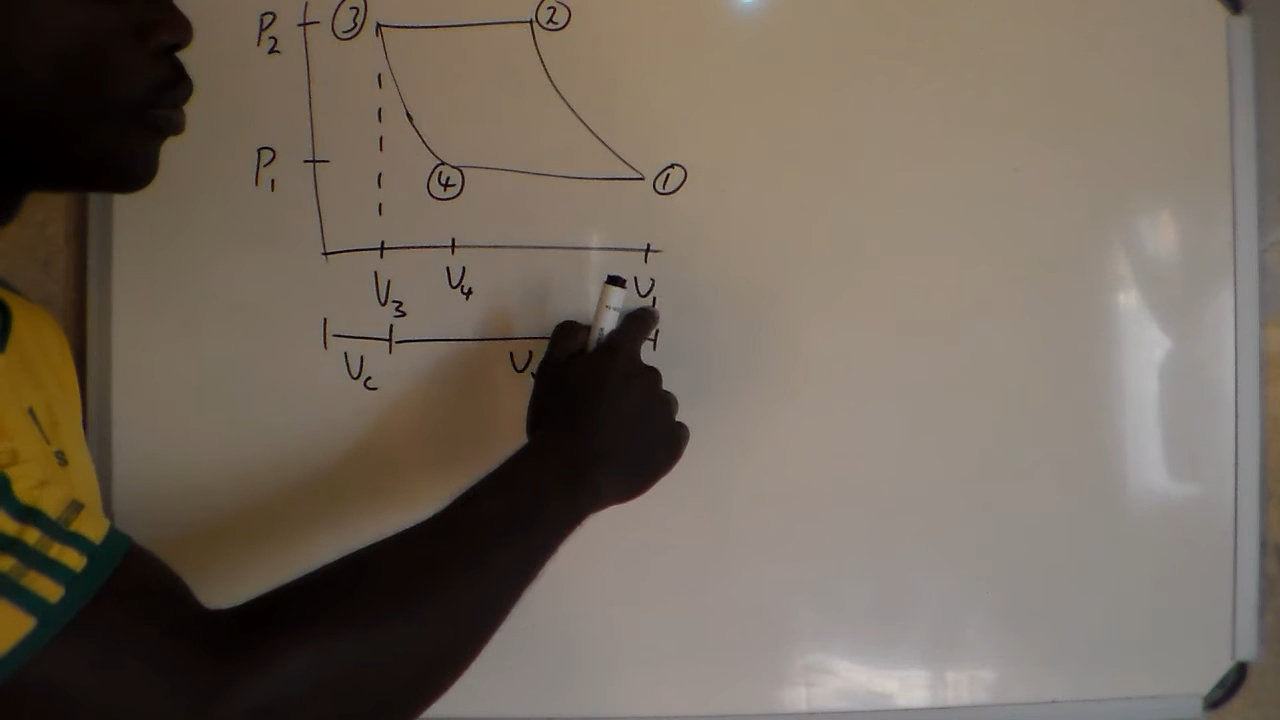 P₂ ③ ②
P₁ ④ ①
V₃ V₄ V₁
Vc